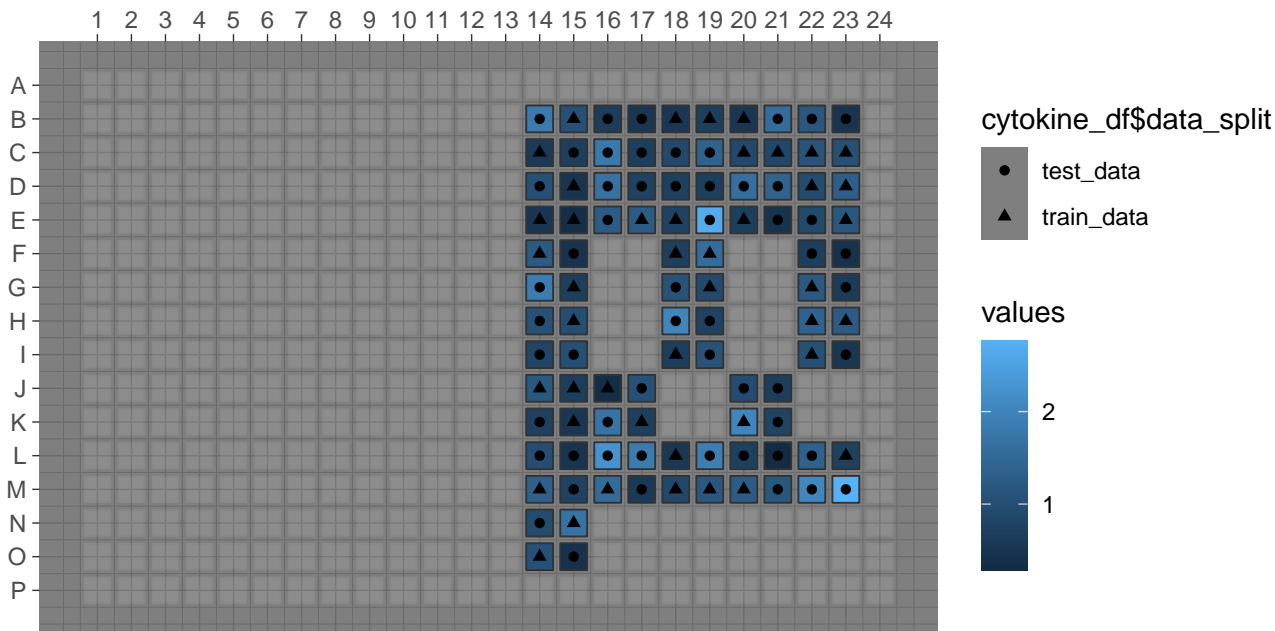 1 2 3 4 5 6 7 8 9 10 11 12 13 14 15 16 17 18 19 20 21 22 23 24
A
B
C
D
E
F
G
H
I
J
K
L
M
N
O
P
cytokine_df$data_split
test_data
train_data
values
2
1